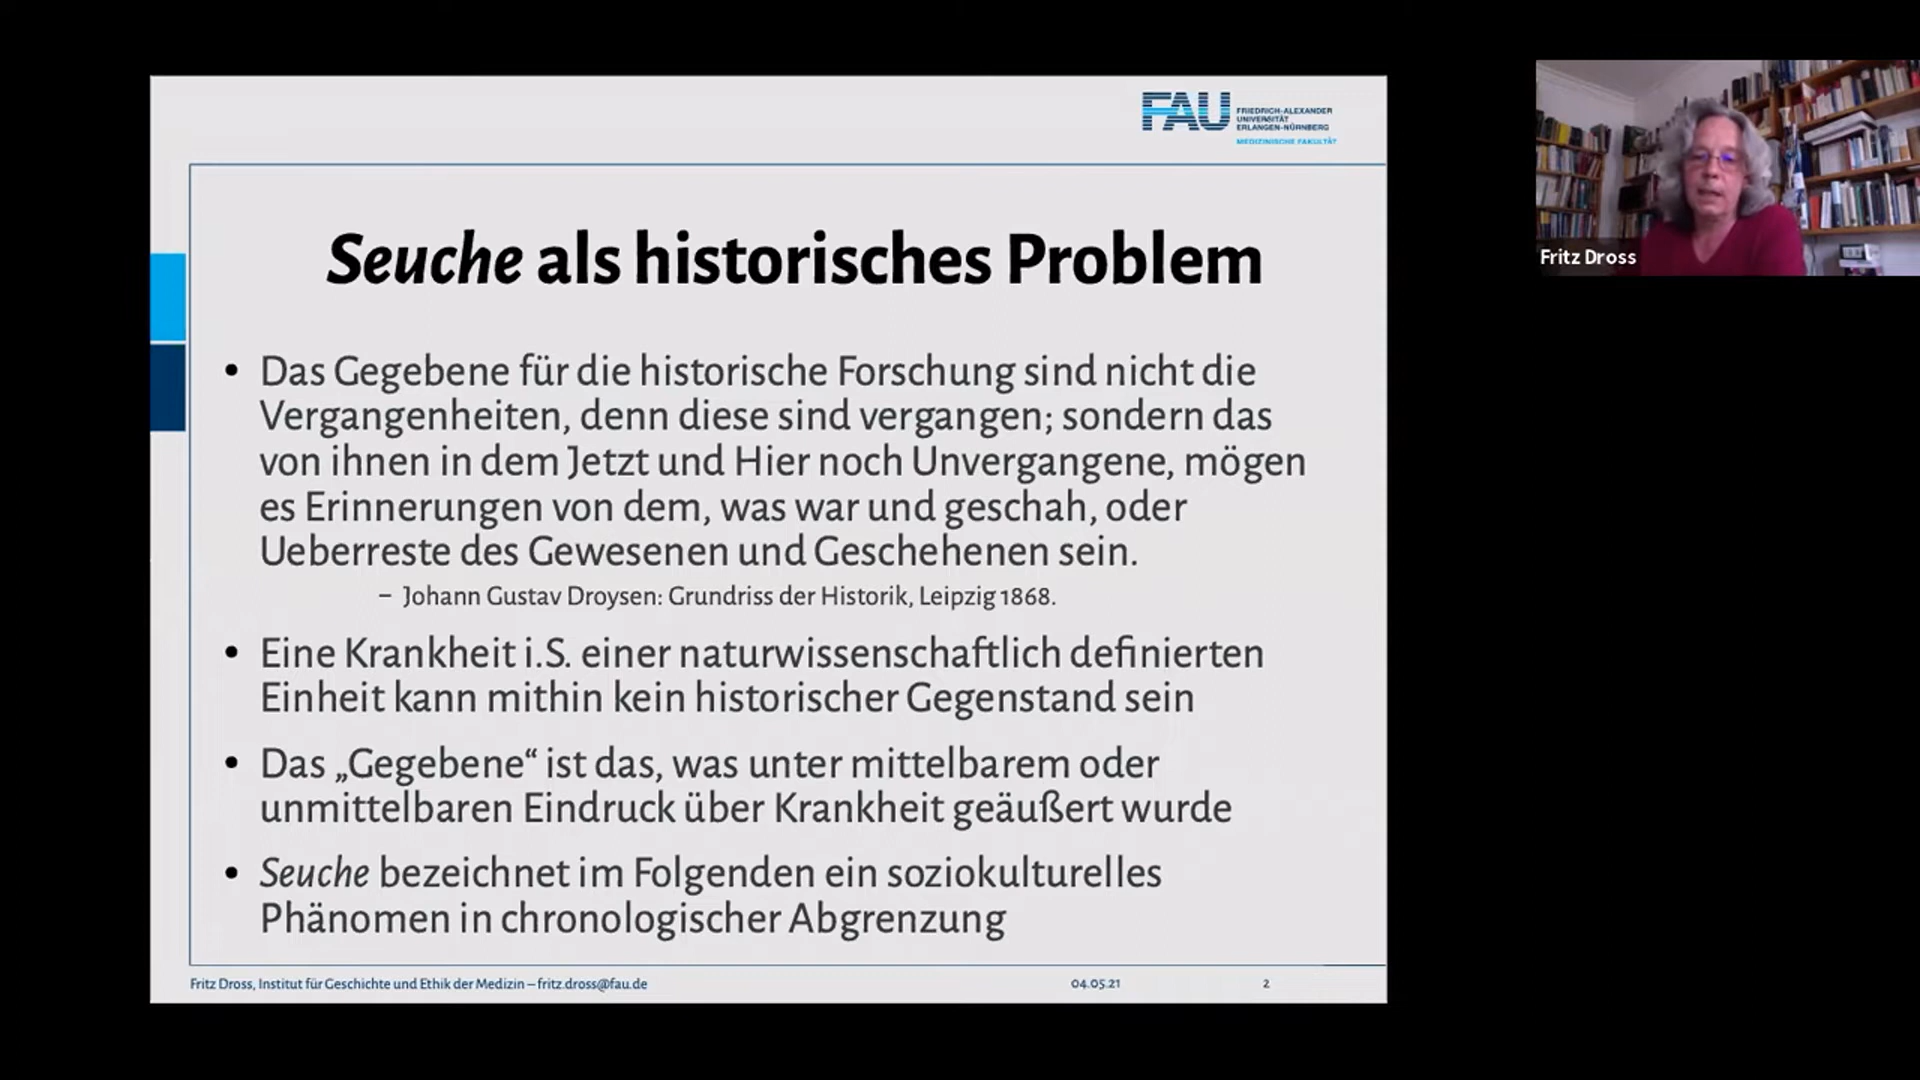 FAU FRIEDRICH-ALEXANDER
UNIVERSITÄT
ERLANGEN-NÜRNBERG
MEDIZINISCHE FAKULTÄT
Seuche als historisches Problem
• Das Gegebene für die historische Forschung sind nicht die
Vergangenheiten, denn diese sind vergangen; sondern das
von ihnen in dem Jetzt und Hier noch Unvergangene, mögen
es Erinnerungen von dem, was war und geschah, oder
Ueberreste des Gewesenen und Geschehenen sein.
– Johann Gustav Droysen: Grundriss der Historik, Leipzig 1868.
• Eine Krankheit i.S. einer naturwissenschaftlich definierten
Einheit kann mithin kein historischer Gegenstand sein
• Das „Gegebene“ ist das, was unter mittelbarem oder
unmittelbaren Eindruck über Krankheit geäußert wurde
• Seuche bezeichnet im Folgenden ein soziokulturelles
Phänomen in chronologischer Abgrenzung
Fritz Dross, Institut für Geschichte und Ethik der Medizin – fritz.dross@fau.de 04.05.21 2
Fritz Dross